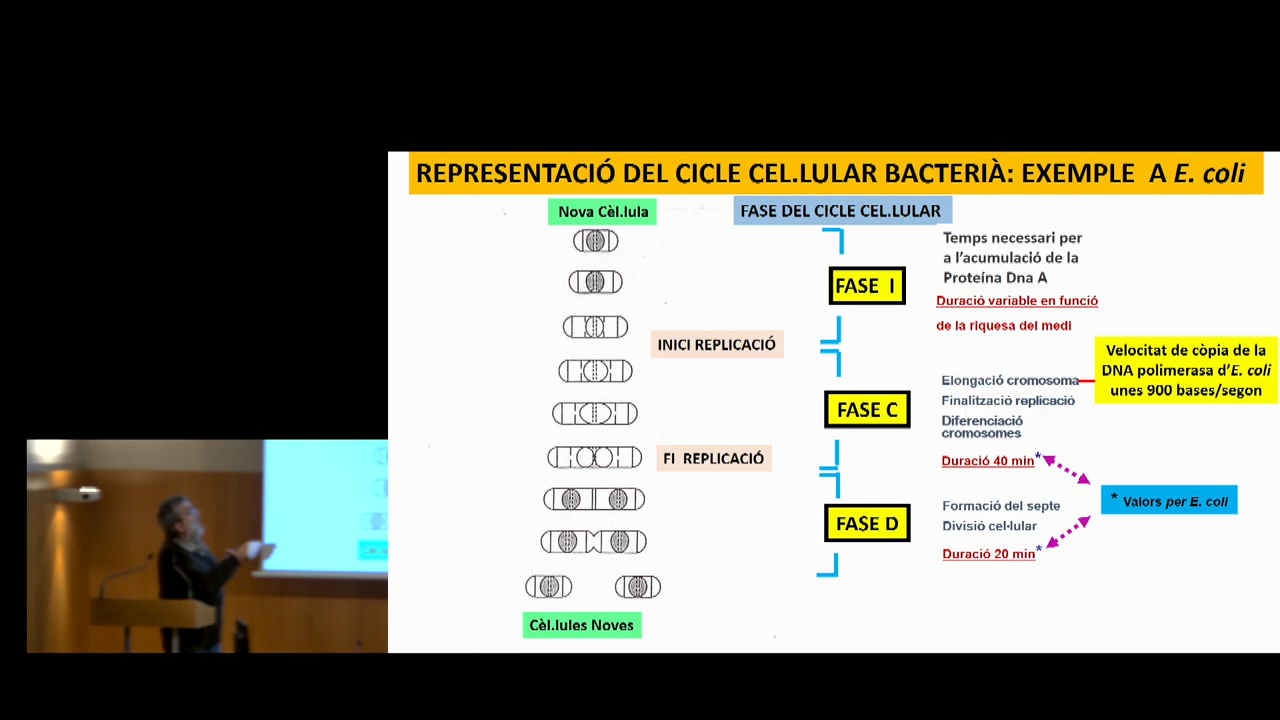 REPRESENTACIÓ DEL CICLE CEL.LULAR BACTERIÀ: EXEMPLE A E. coli
Nova Cèl.lula
FASE DEL CICLE CEL.LULAR
Temps necessari per
a l'acumulació de la
Proteína Dna A
FASE I
Duració variable en funció
de la riquesa del medi
INICI REPLICACIÓ
Velocitat de còpia de la
DNA polimerasa d'E. coli
unes 900 bases/segon
Elongació cromosoma
Finalització replicació
Diferenciació
cromosomes
FASE C
Duració 40 min*
FI REPLICACIÓ
* Valors per E. coli
Formació del septe
Divisió cel·lular
FASE D
Duració 20 min*
Cèl.lules Noves